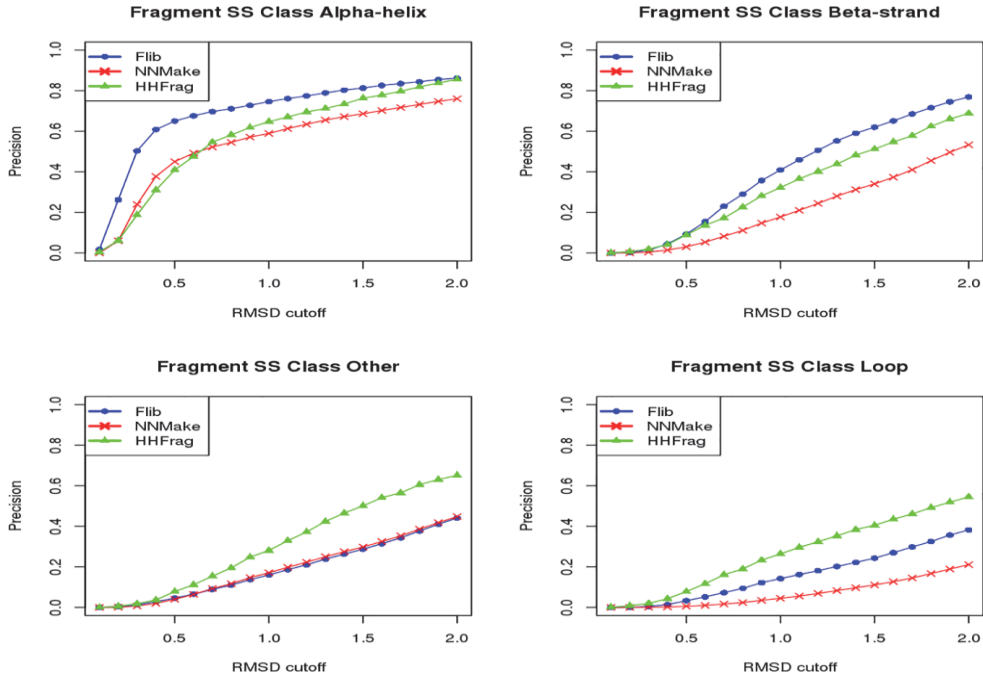 Fragment SS Class Alpha-helix
Precision
1.0
0.8
0.6
0.4
0.2
0.0
Flib
NNMake
HHFrag
0.5 1.0 1.5 2.0
RMSD cutoff
Fragment SS Class Beta-strand
Precision
1.0
0.8
0.6
0.4
0.2
0.0
Flib
NNMake
HHFrag
0.5 1.0 1.5 2.0
RMSD cutoff
Fragment SS Class Other
Precision
1.0
0.8
0.6
0.4
0.2
0.0
Flib
NNMake
HHFrag
0.5 1.0 1.5 2.0
RMSD cutoff
Fragment SS Class Loop
Precision
1.0
0.8
0.6
0.4
0.2
0.0
Flib
NNMake
HHFrag
0.5 1.0 1.5 2.0
RMSD cutoff